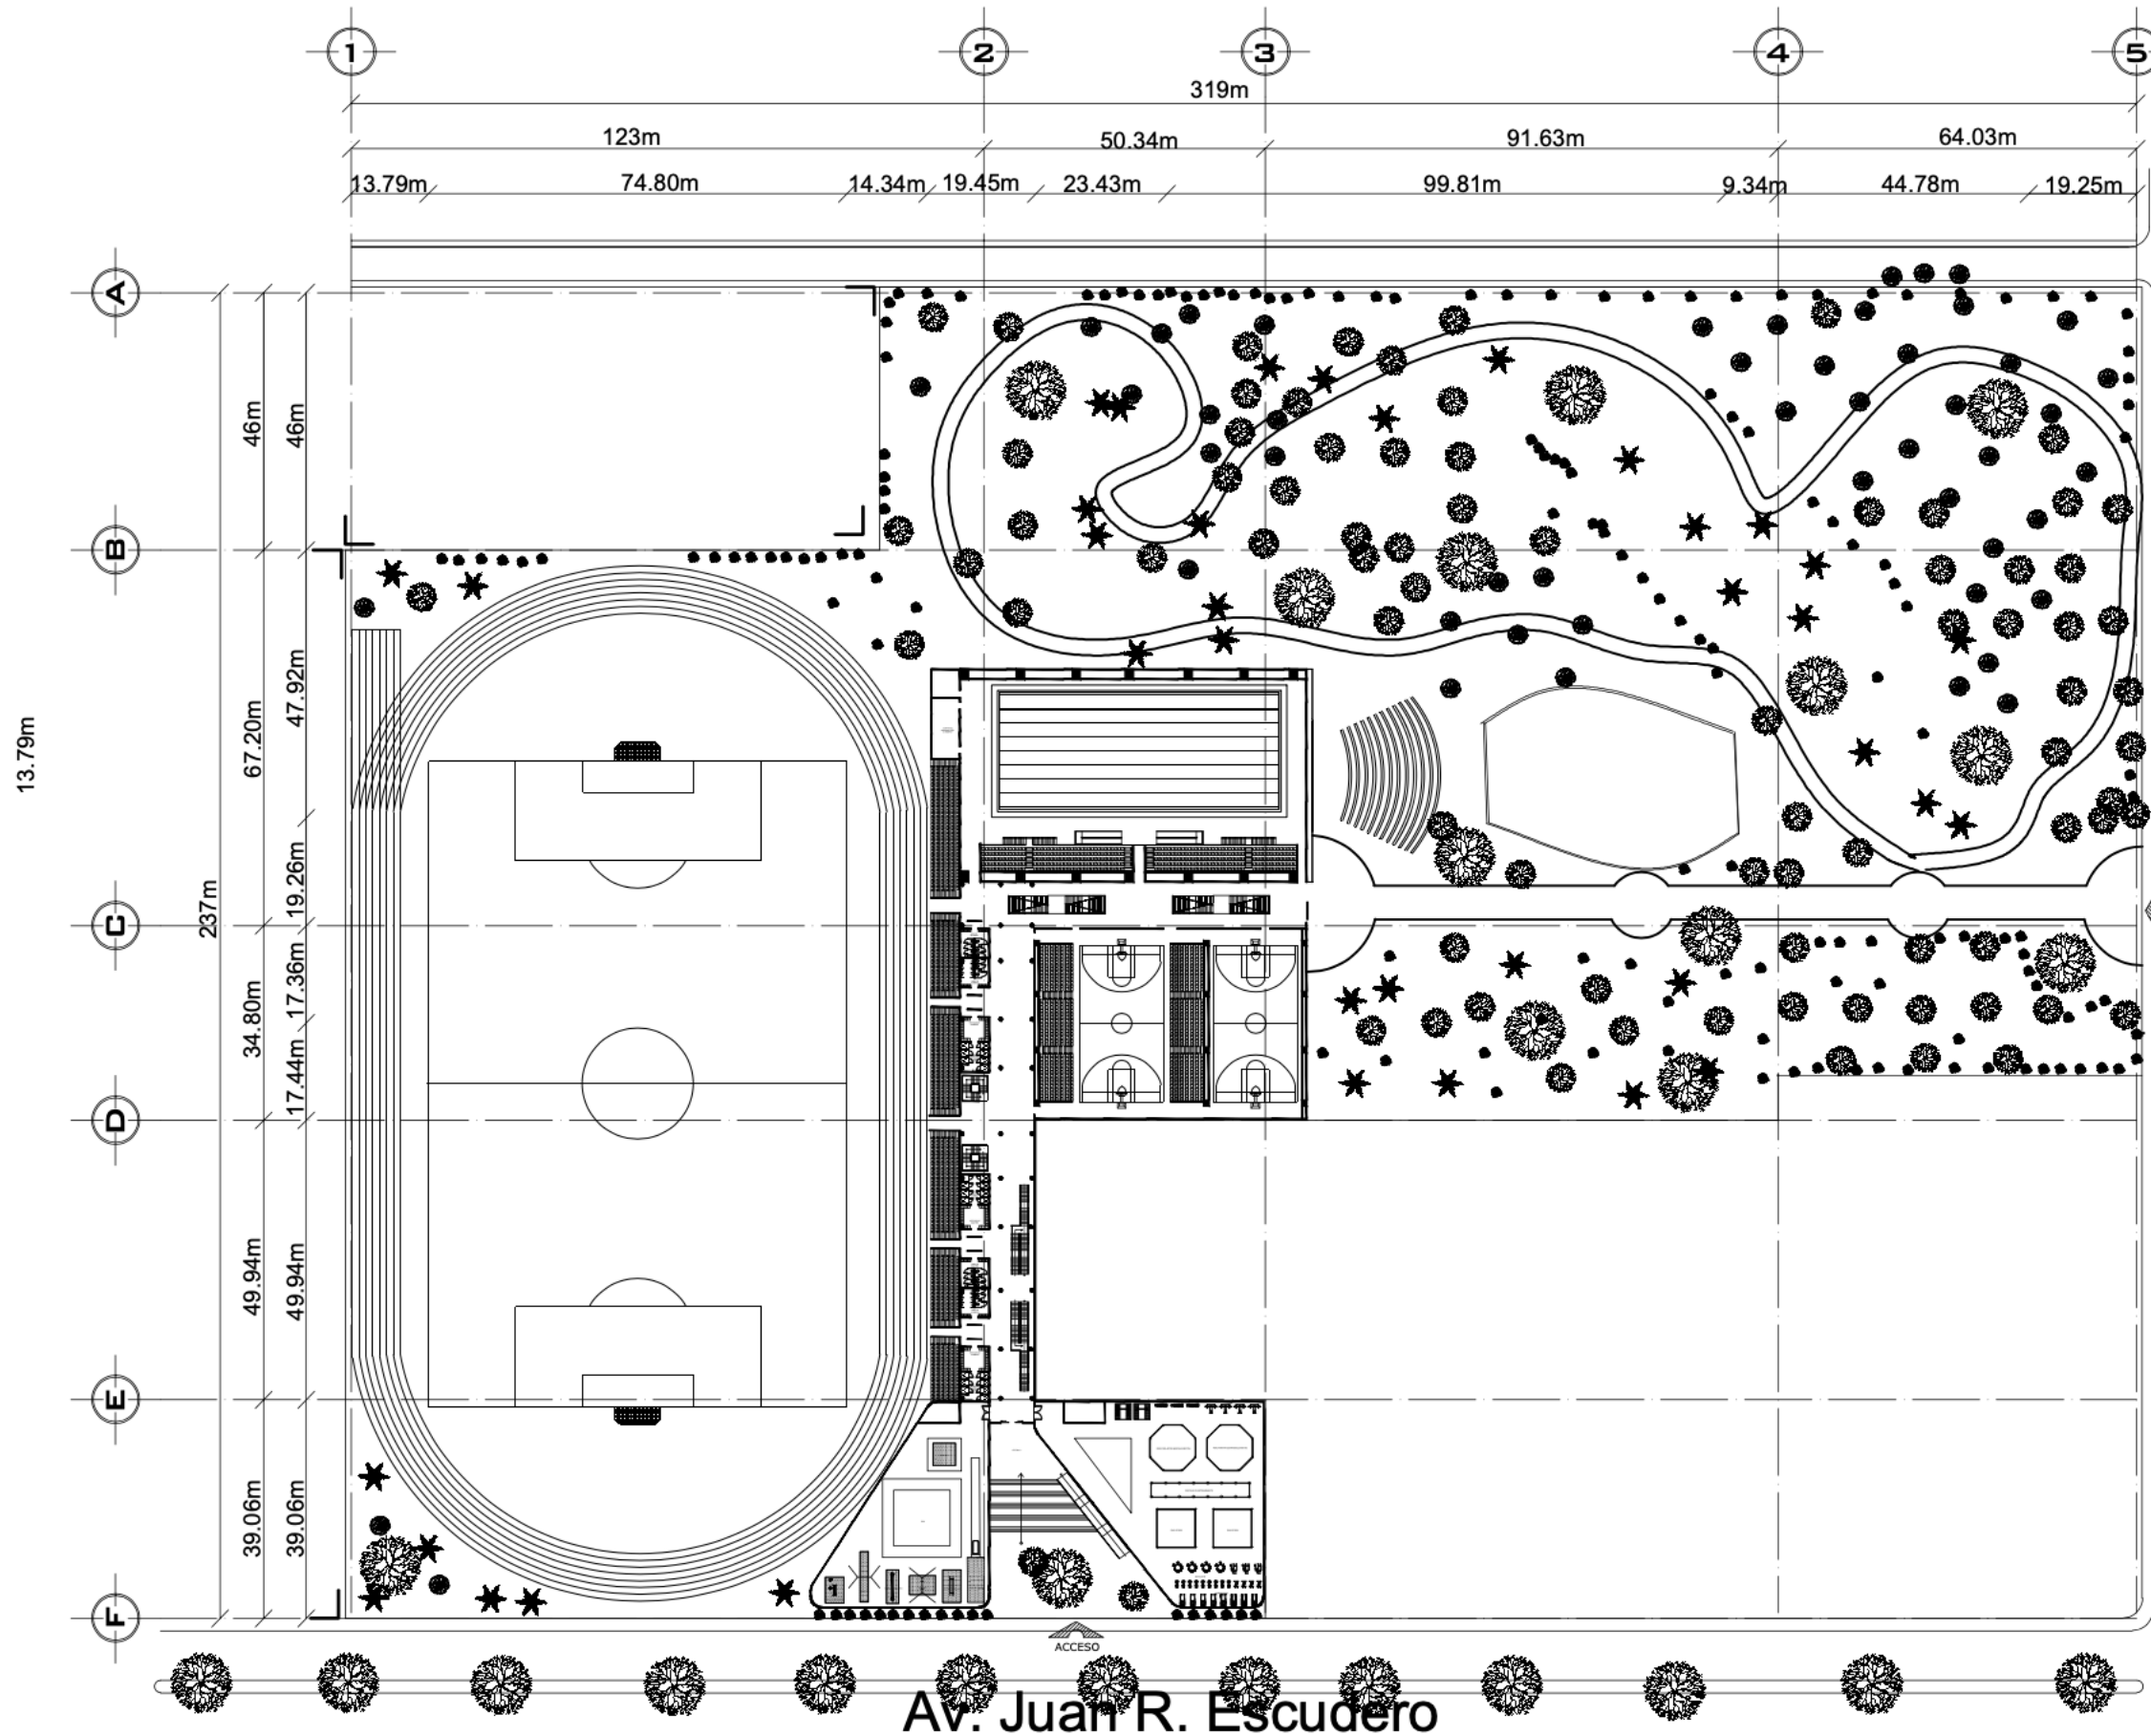 1 2 3 4 5
319m
123m 50.34m 91.63m 64.03m
13.79m 74.80m 14.34m 19.45m 23.43m 99.81m 9.34m 44.78m 19.25m
A
46m 46m
B
13.79m
67.20m 47.92m
237m
19.26m
C
34.80m 17.36m
17.44m
D
49.94m 49.94m
E
39.06m 39.06m
F
ACCESO
Av. Juan R. Escudero